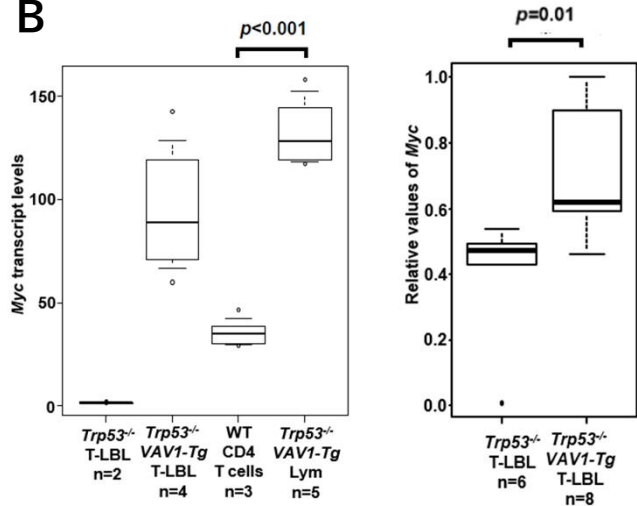 B
p<0.001
Myc transcript levels
150
100
50
0
Trp53-/-
T-LBL
n=2
Trp53-/-
VAV1-Tg
T-LBL
n=4
WT
CD4
T cells
n=3
Trp53-/-
VAV1-Tg
Lym
n=5
p=0.01
Relative values of Myc
1.0
0.8
0.6
0.4
0.2
0.0
Trp53-/-
T-LBL
n=6
Trp53-/-
VAV1-Tg
T-LBL
n=8